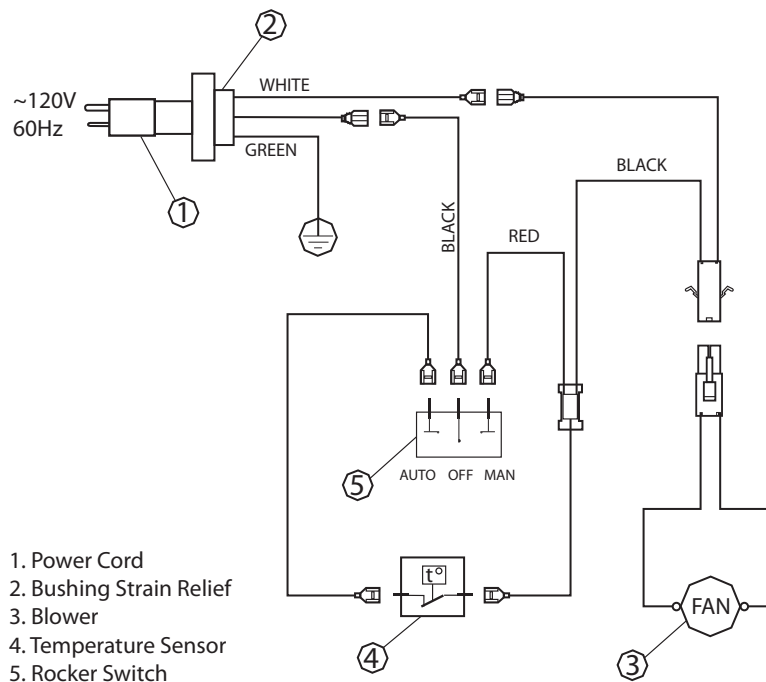 2
WHITE
~120V
60Hz
GREEN
1
BLACK
BLACK
RED
5
AUTO OFF MAN
t°
4
FAN
3
1. Power Cord
2. Bushing Strain Relief
3. Blower
4. Temperature Sensor
5. Rocker Switch